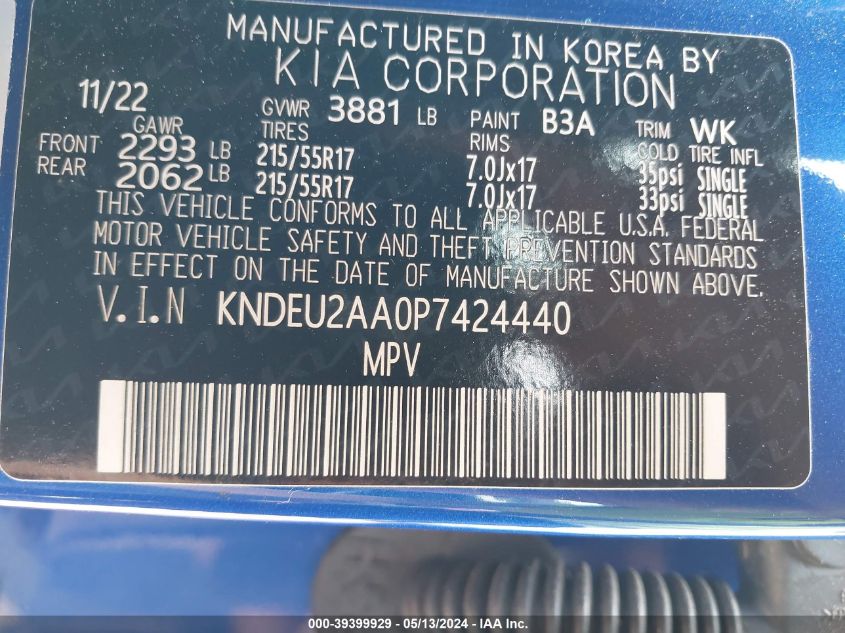 MANUFACTURED IN KOREA BY
KIA CORPORATION
11/22 GVWR 3881 LB PAINT B3A TRIM WK
GAWR TIRES RIMS COLD TIRE INFL
FRONT 2293 LB 215/55R17 7.0Jx17 35psi SINGLE
REAR 2062 LB 215/55R17 7.0Jx17 33psi SINGLE
THIS VEHICLE CONFORMS TO ALL APPLICABLE U.S.A. FEDERAL
MOTOR VEHICLE SAFETY AND THEFT PREVENTION STANDARDS
IN EFFECT ON THE DATE OF MANUFACTURE SHOWN ABOVE.
V.I.N KNDEU2AA0P7424440
MPV
000-39399929 - 05/13/2024 - IAAI.COM